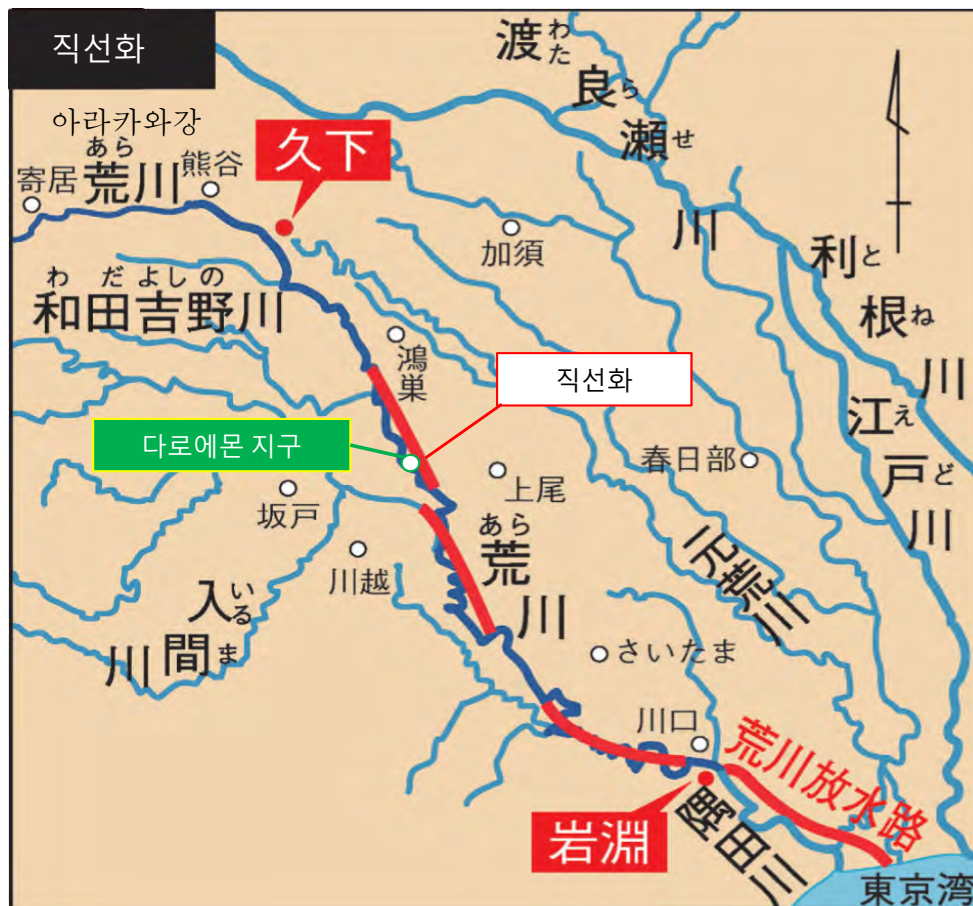 직선화
아라카와강
あら
荒川
寄居
熊谷
久下
渡わた
良ら
瀬せ
川
加須
利と
根ね
川
わだよしの
和田吉野川
鴻巣
직선화
江え
戸ど
川
다로에몬 지구
坂戸
上尾
春日部
川越
あら
荒
川
元荒川
入いる
間ま
川
さいたま
川口
荒川放水路
岩淵
隅田川
東京湾